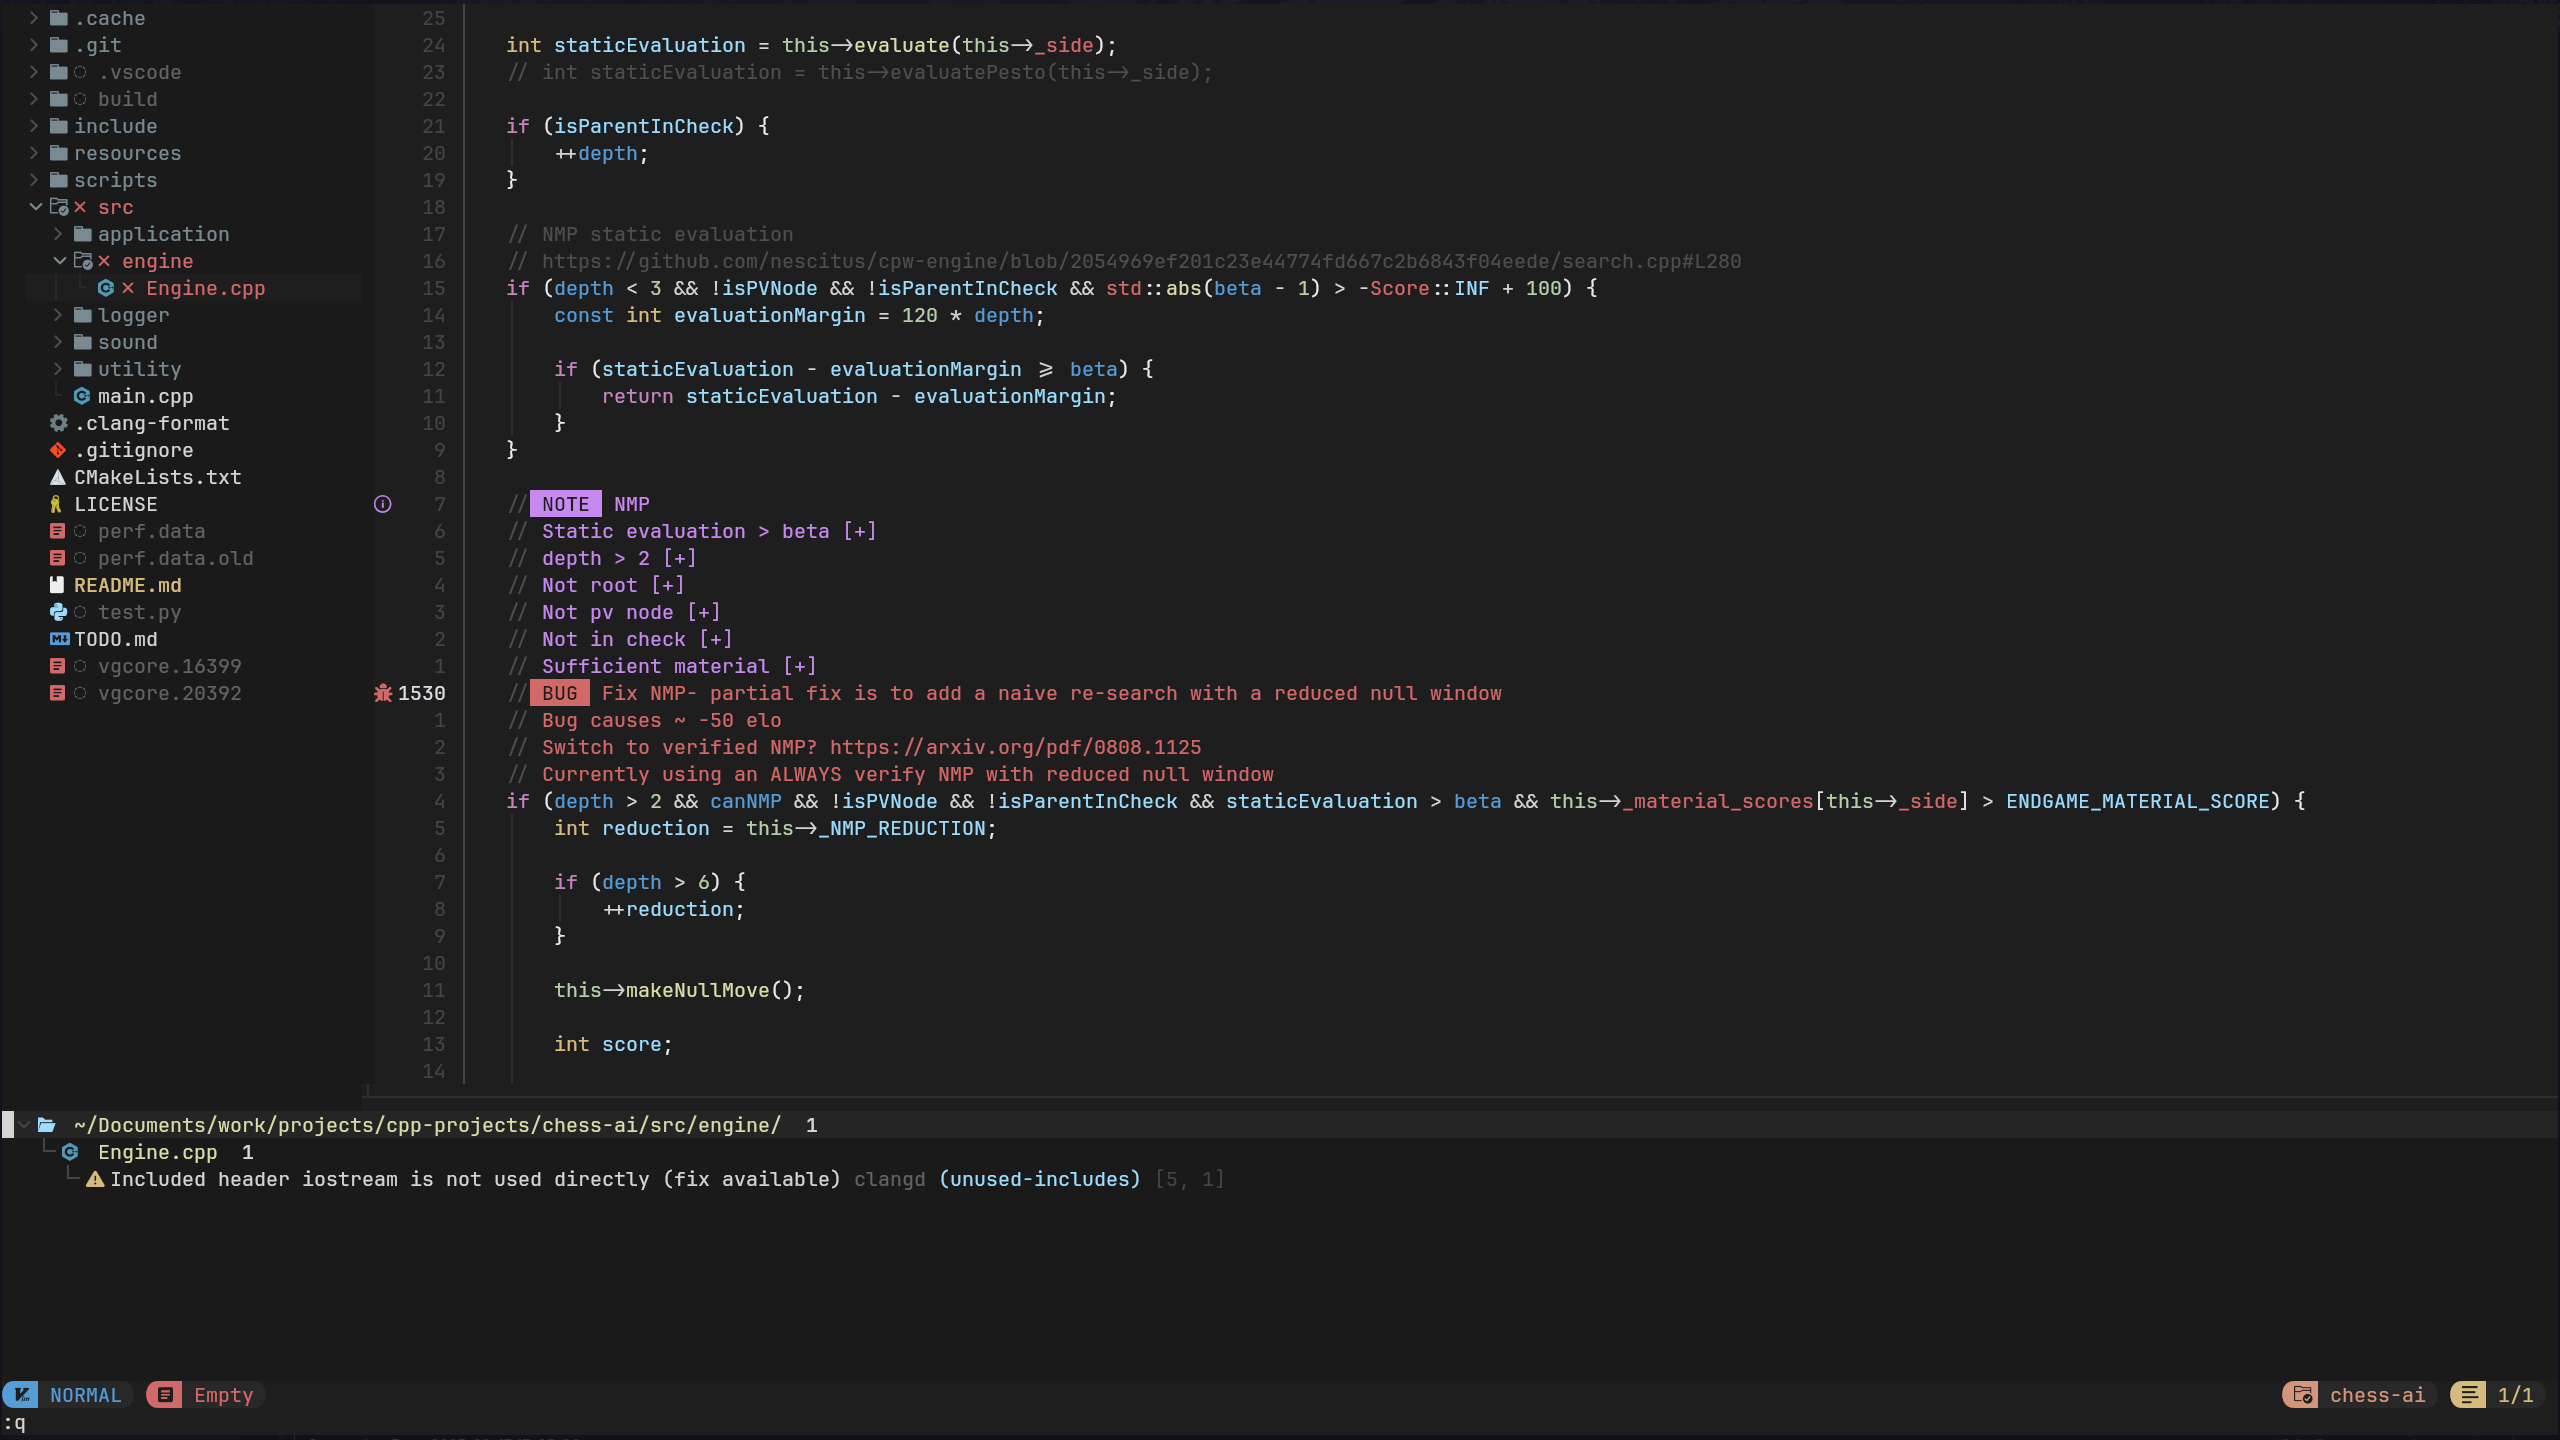 .cache
.git
.vscode
build
include
resources
scripts
src
application
engine
Engine.cpp
logger
sound
utility
main.cpp
.clang-format
.gitignore
CMakeLists.txt
LICENSE
perf.data
perf.data.old
README.md
test.py
TODO.md
vgcore.16399
vgcore.20392
25
24 int staticEvaluation = this->evaluate(this->_side);
23 // int staticEvaluation = this->evaluatePesto(this->_side);
22
21 if (isParentInCheck) {
20 ++depth;
19 }
18
17 // NMP static evaluation
16 // https://github.com/nescitus/cpw-engine/blob/2054969ef201c23e44774fd667c2b6843f04eede/search.cpp#L280
15 if (depth < 3 && !isPVNode && !isParentInCheck && std::abs(beta - 1) > -Score::INF + 100) {
14 const int evaluationMargin = 120 * depth;
13
12 if (staticEvaluation - evaluationMargin >= beta) {
11 return staticEvaluation - evaluationMargin;
10 }
9 }
8
7 // NOTE NMP
6 // Static evaluation > beta [+]
5 // depth > 2 [+]
4 // Not root [+]
3 // Not pv node [+]
2 // Not in check [+]
1 // Sufficient material [+]
1530 // BUG Fix NMP- partial fix is to add a naive re-search with a reduced null window
1 // Bug causes ~ -50 elo
2 // Switch to verified NMP? https://arxiv.org/pdf/0808.1125
3 // Currently using an ALWAYS verify NMP with reduced null window
4 if (depth > 2 && canNMP && !isPVNode && !isParentInCheck && staticEvaluation > beta && this->_material_scores[this->_side] > ENDGAME_MATERIAL_SCORE) {
5 int reduction = this->_NMP_REDUCTION;
6
7 if (depth > 6) {
8 ++reduction;
9 }
10
11 this->makeNullMove();
12
13 int score;
14
~/Documents/work/projects/cpp-projects/chess-ai/src/engine/ 1
Engine.cpp 1
Included header iostream is not used directly (fix available) clangd (unused-includes) [5, 1]
NORMAL Empty chess-ai 1/1
:q